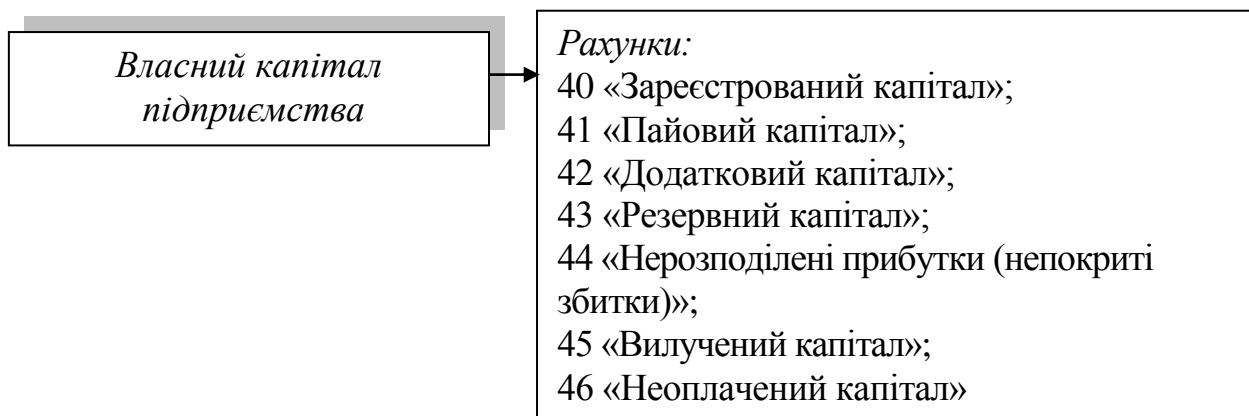 Власний капітал
підприємства
Рахунки:
40 «Зареєстрований капітал»;
41 «Пайовий капітал»;
42 «Додатковий капітал»;
43 «Резервний капітал»;
44 «Нерозподілені прибутки (непокриті
збитки)»;
45 «Вилучений капітал»;
46 «Неоплачений капітал»